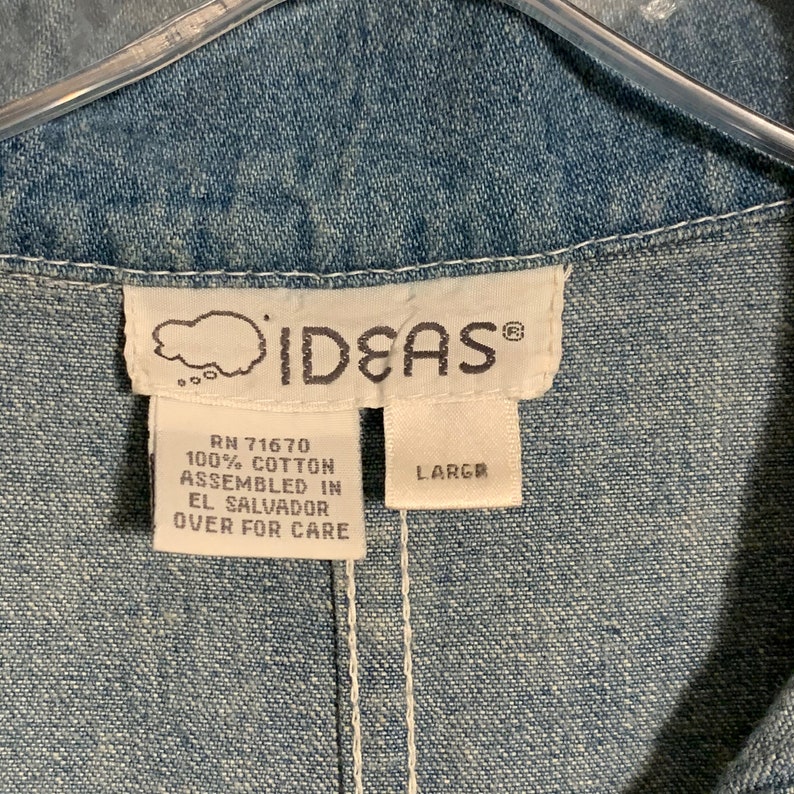 IDEAS®
RN 71670
100% COTTON
ASSEMBLED IN
EL SALVADOR
OVER FOR CARE
LARGE